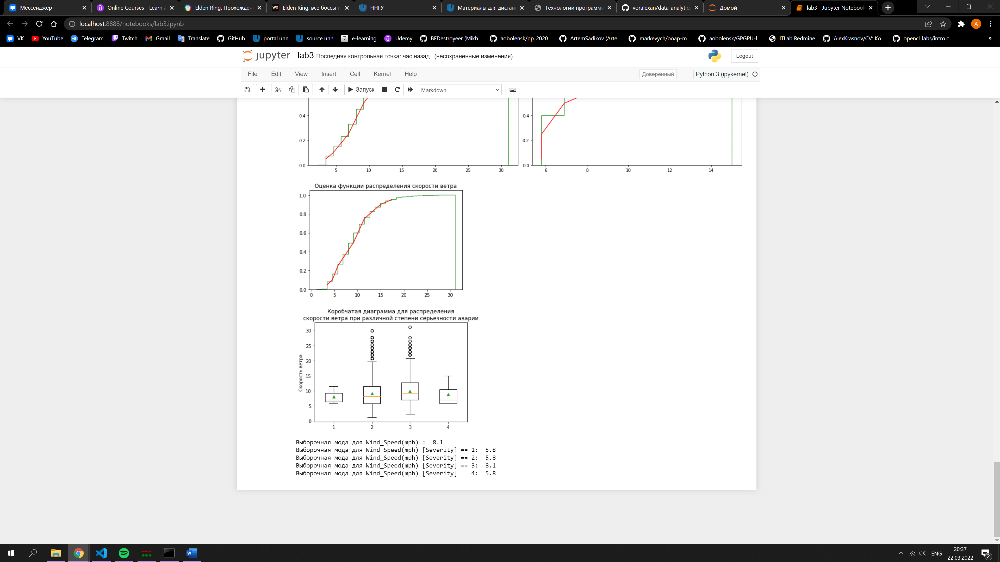 Мессенджер
Online Courses - Learn A
Elden Ring. Прохожден
Elden Ring: все боссы п
ННГУ
Материалы для дистан
Технологии программи
voralexan/data-analytics
Домой
lab3 - Jupyter Notebook
localhost:8888/notebooks/lab3.ipynb
A
VK
YouTube
Telegram
Twitch
Gmail
Translate
GitHub
portal unn
source unn
e-learning
Udemy
BFDestroyeer (Mikh...
aobolensk/pp_2020...
ArtemSadikov (Arte...
markevych/ooap-m...
aobolensk/GPGPU-l...
ITLab Redmine
AlexKrasnov/CV: Ko...
opencl_labs/intro.c...
»
jupyter lab3 Последняя контрольная точка: час назад (несохраненные изменения)
Logout
File Edit View Insert Cell Kernel Help
Доверенный
Python 3 (ipykernel)
Запуск
Markdown
0.4
0.2
0.0
5 10 15 20 25 30
0.4
0.2
0.0
6 8 10 12 14
Оценка функции распределения скорости ветра
1.0
0.8
0.6
0.4
0.2
0.0
0 5 10 15 20 25 30
Коробчатая диаграмма для распределения
скорости ветра при различной степени серьезности аварии
Скорость ветра
30
25
20
15
10
5
0
1 2 3 4
Выборочная мода для Wind_Speed(mph) :  8.1
Выборочная мода для Wind_Speed(mph) [Severity] == 1:  5.8
Выборочная мода для Wind_Speed(mph) [Severity] == 2:  5.8
Выборочная мода для Wind_Speed(mph) [Severity] == 3:  8.1
Выборочная мода для Wind_Speed(mph) [Severity] == 4:  5.8
ENG
20:37
22.03.2022
2